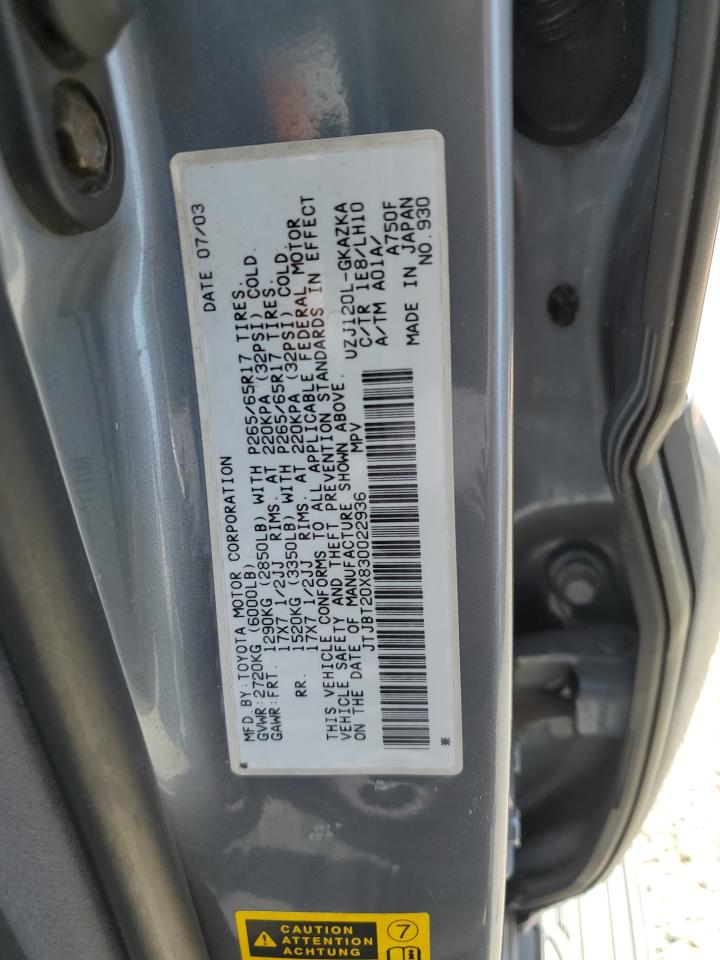 MFD. BY: TOYOTA MOTOR CORPORATION DATE 07/03
GVWR: 2720KG (6000LB)
GAWR: FRT. 1290KG (2850LB) WITH P265/65R17 TIRES.
17X7 1/2JJ RIMS. AT 220KPA (32PSI) COLD.
RR. 1520KG (3350LB) WITH P265/65R17 TIRES.
17X7 1/2JJ RIMS. AT 220KPA (32PSI) COLD.
THIS VEHICLE CONFORMS TO ALL APPLICABLE FEDERAL MOTOR
VEHICLE SAFETY AND THEFT PREVENTION STANDARDS IN EFFECT
ON THE DATE OF MANUFACTURE SHOWN ABOVE.
JTJBT20X830022936 MPV
UZJ120L-GKAZKA
C/TR 1E8/LH10
A/TM A01A/ A750F
MADE IN JAPAN
NO. 930
* *
CAUTION
ATTENTION
ACHTUNG
7